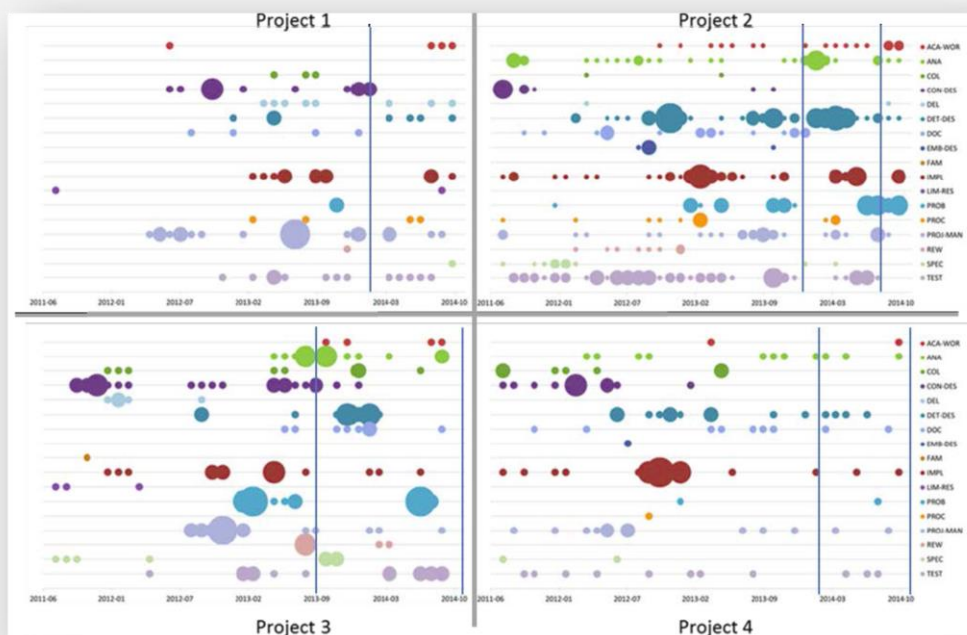 Project 1
Project 2
ACA-WOR
ANA
COL
CON-DES
DEL
DET-DES
DOC
EMB-DES
FAM
IMPL
LIM-RES
PROB
PROC
PROJ-MAN
REW
SPEC
TEST
2011-06 2012-01 2012-07 2013-02 2013-09 2014-03 2014-10
2011-06 2012-01 2012-07 2013-02 2013-09 2014-03 2014-10
ACA-WOR
ANA
COL
CON-DES
DEL
DET-DES
DOC
EMB-DES
FAM
IMPL
LIM-RES
PROB
PROC
PROJ-MAN
REW
SPEC
TEST
2011-06 2012-01 2012-07 2013-02 2013-09 2014-03 2014-10
2011-06 2012-01 2012-07 2013-02 2013-09 2014-03 2014-10
Project 3
Project 4